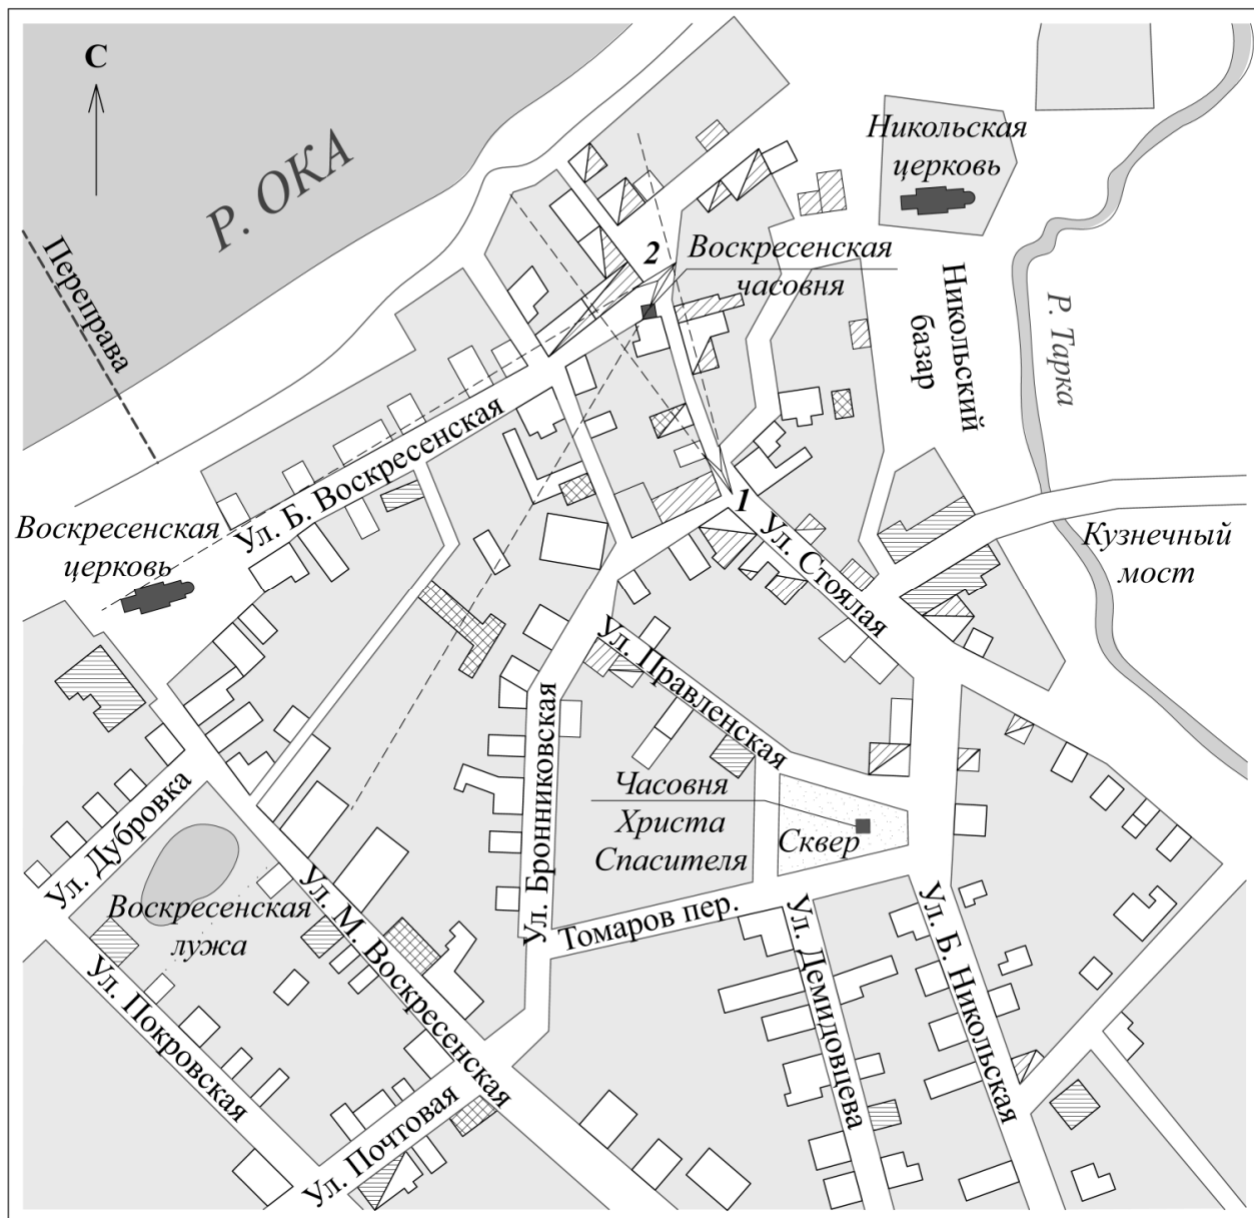 С
Р. ОКА
Переправа
Никольская
церковь
2
Воскресенская
часовня
Никольский
базар
Р. Тарка
Ул. Б. Воскресенская
Воскресенская
церковь
1
Ул. Стоялая
Кузнечный
мост
Ул. Правленская
Ул. Бронниковская
Часовня
Христа
Спасителя
Сквер
Ул. Дубровка
Воскресенская
лужа
Ул. М. Воскресенская
Томаров пер.
Ул. Покровская
Ул. Демидовцева
Ул. Б. Никольская
Ул. Почтовая